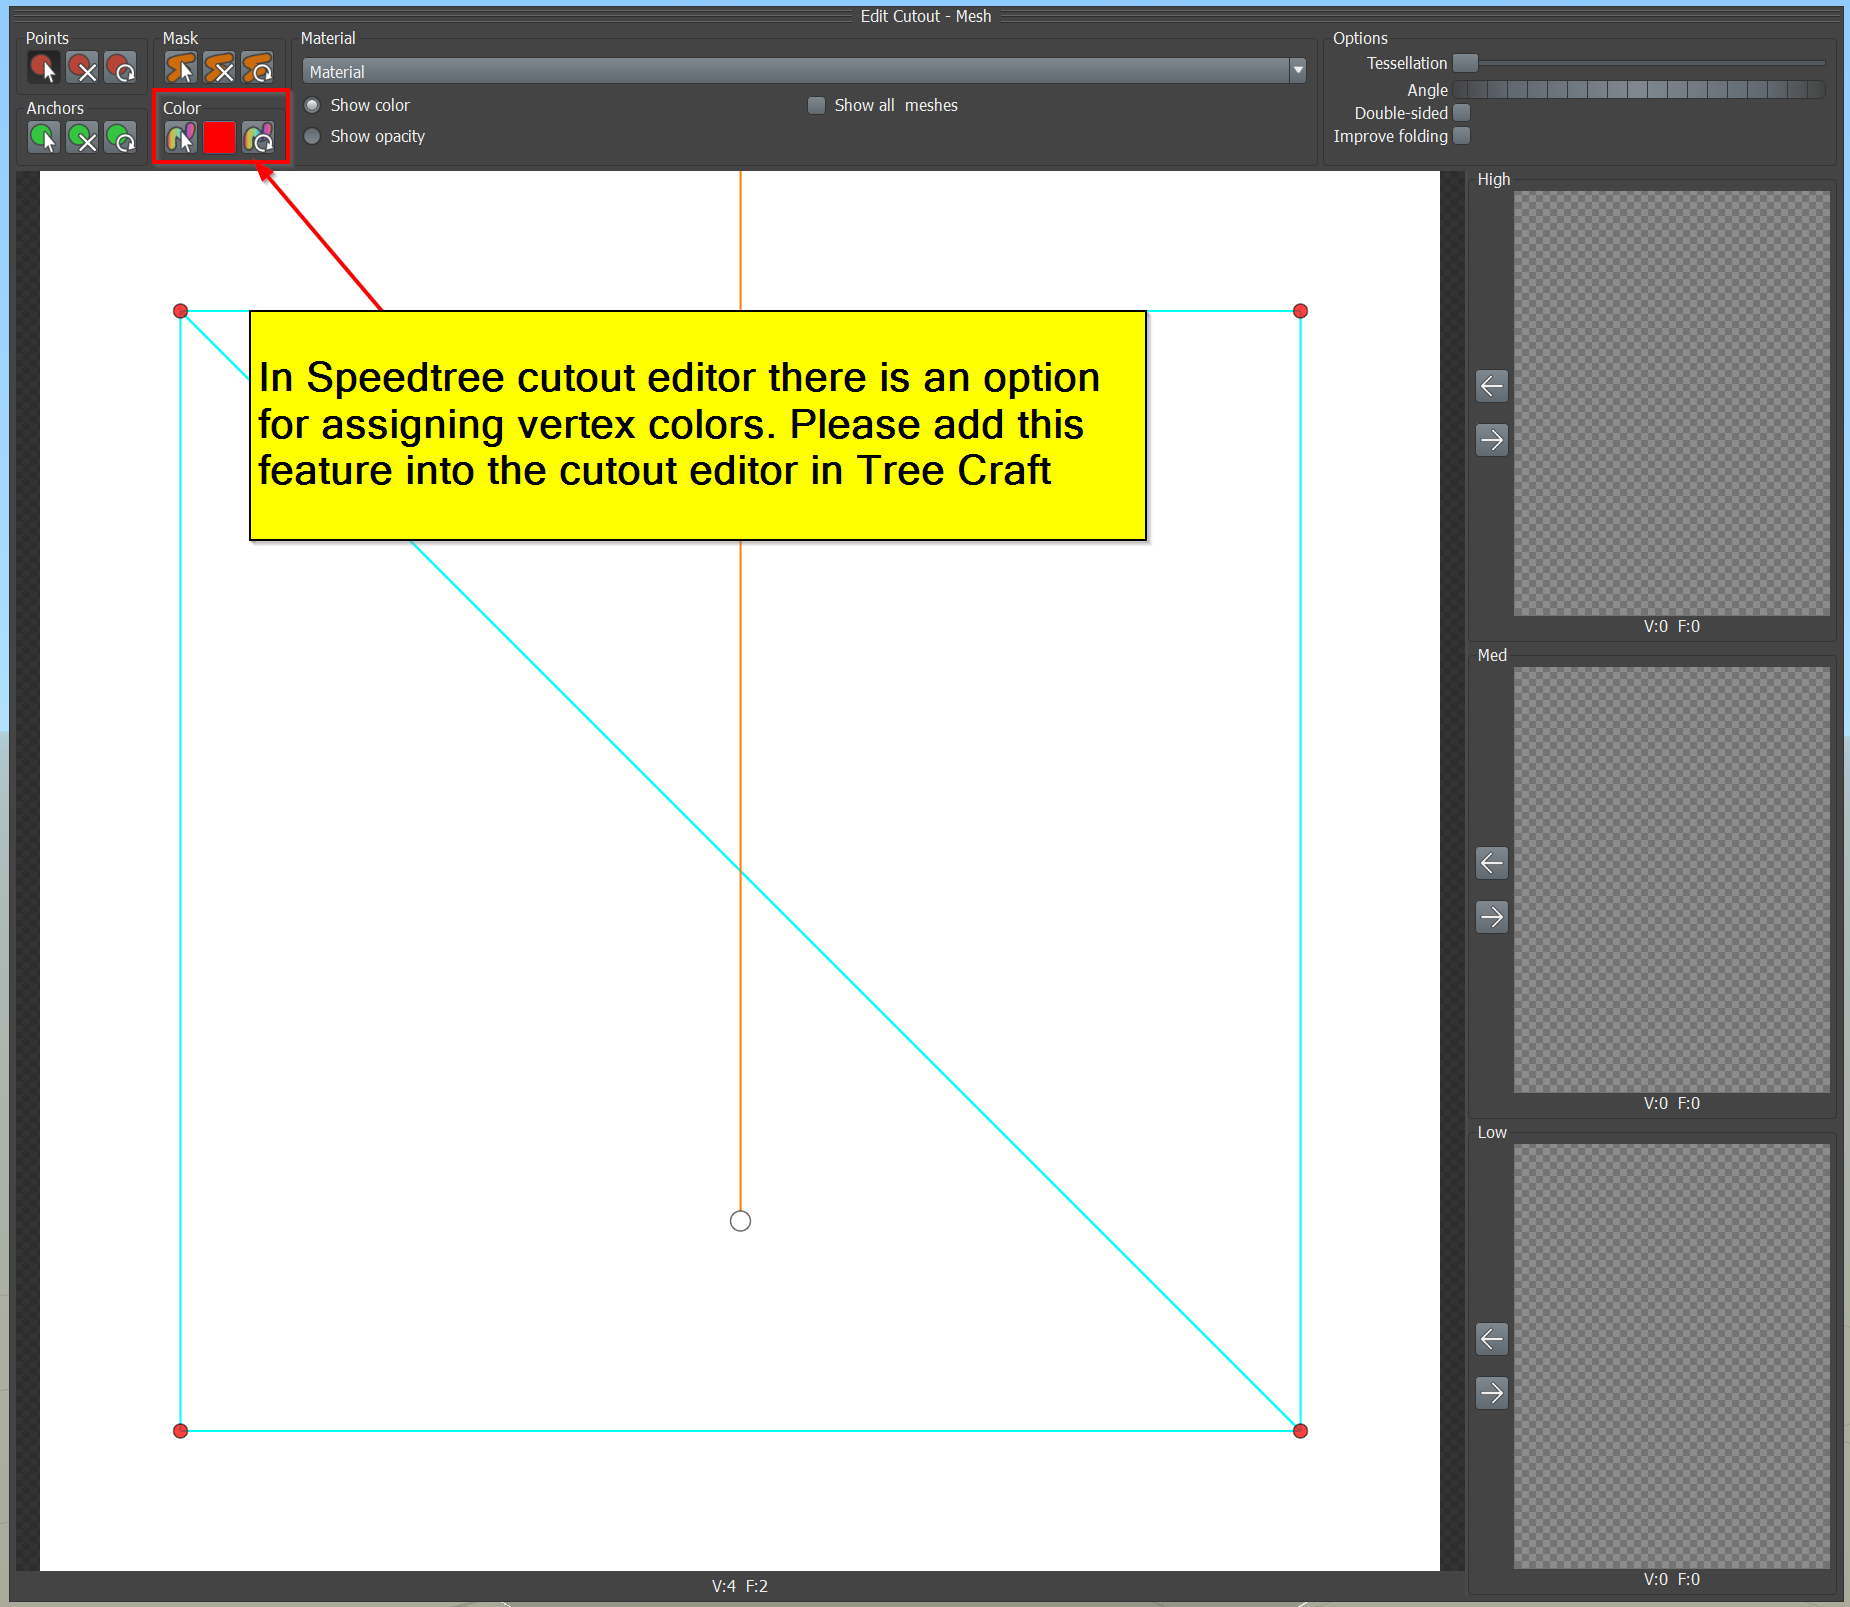 Edit Cutout - Mesh
Points
Mask
Material
Options
Material
Tessellation
Angle
Anchors
Color
Show color
Show all meshes
Double-sided
Show opacity
Improve folding
High
In Speedtree cutout editor there is an option
for assigning vertex colors. Please add this
feature into the cutout editor in Tree Craft
V:0 F:0
Med
V:0 F:0
Low
V:0 F:0
V:4 F:2